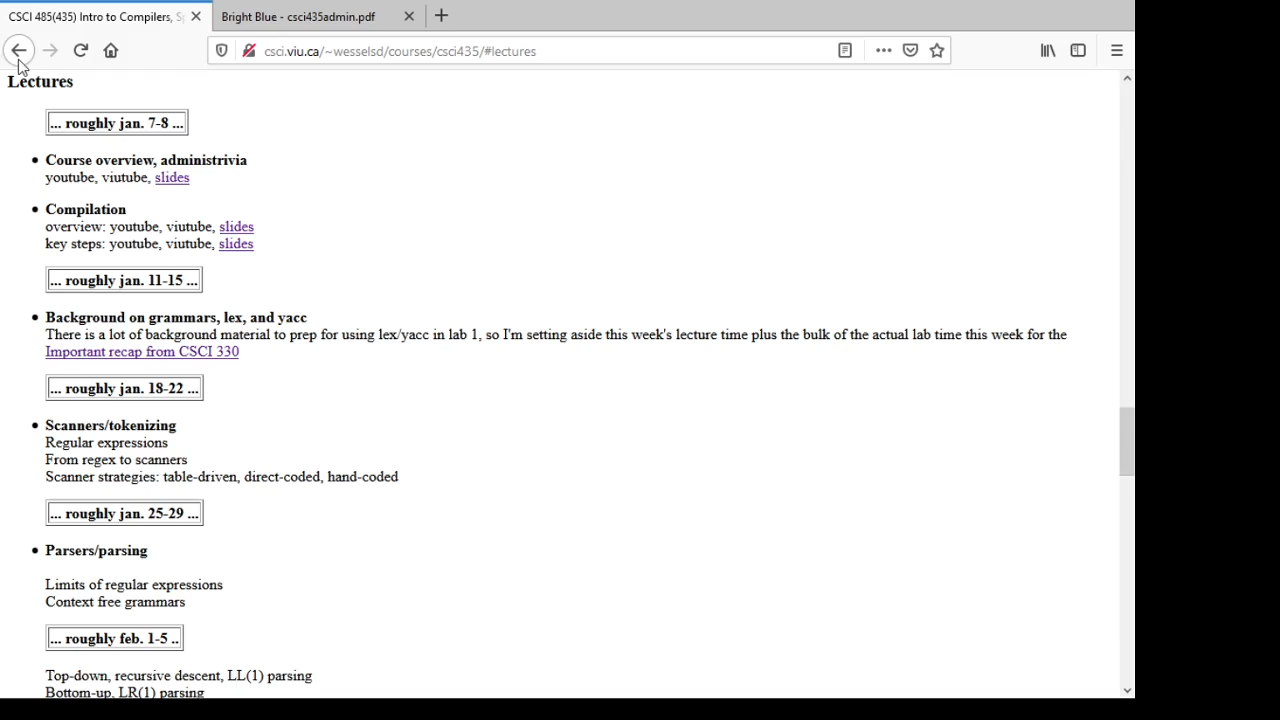 CSCI 485(435) Intro to Compilers, Sp
Bright Blue - csci435admin.pdf
csci.viu.ca/~wesselsd/courses/csci435/#lectures
Lectures
... roughly jan. 7-8 ...
Course overview, administrivia
youtube, viutube, slides
Compilation
overview: youtube, viutube, slides
key steps: youtube, viutube, slides
... roughly jan. 11-15 ...
Background on grammars, lex, and yacc
There is a lot of background material to prep for using lex/yacc in lab 1, so I'm setting aside this week's lecture time plus the bulk of the actual lab time this week for the
Important recap from CSCI 330
... roughly jan. 18-22 ...
Scanners/tokenizing
Regular expressions
From regex to scanners
Scanner strategies: table-driven, direct-coded, hand-coded
... roughly jan. 25-29 ...
Parsers/parsing
Limits of regular expressions
Context free grammars
... roughly feb. 1-5 ..
Top-down, recursive descent, LL(1) parsing
Bottom-up, LR(1) parsing